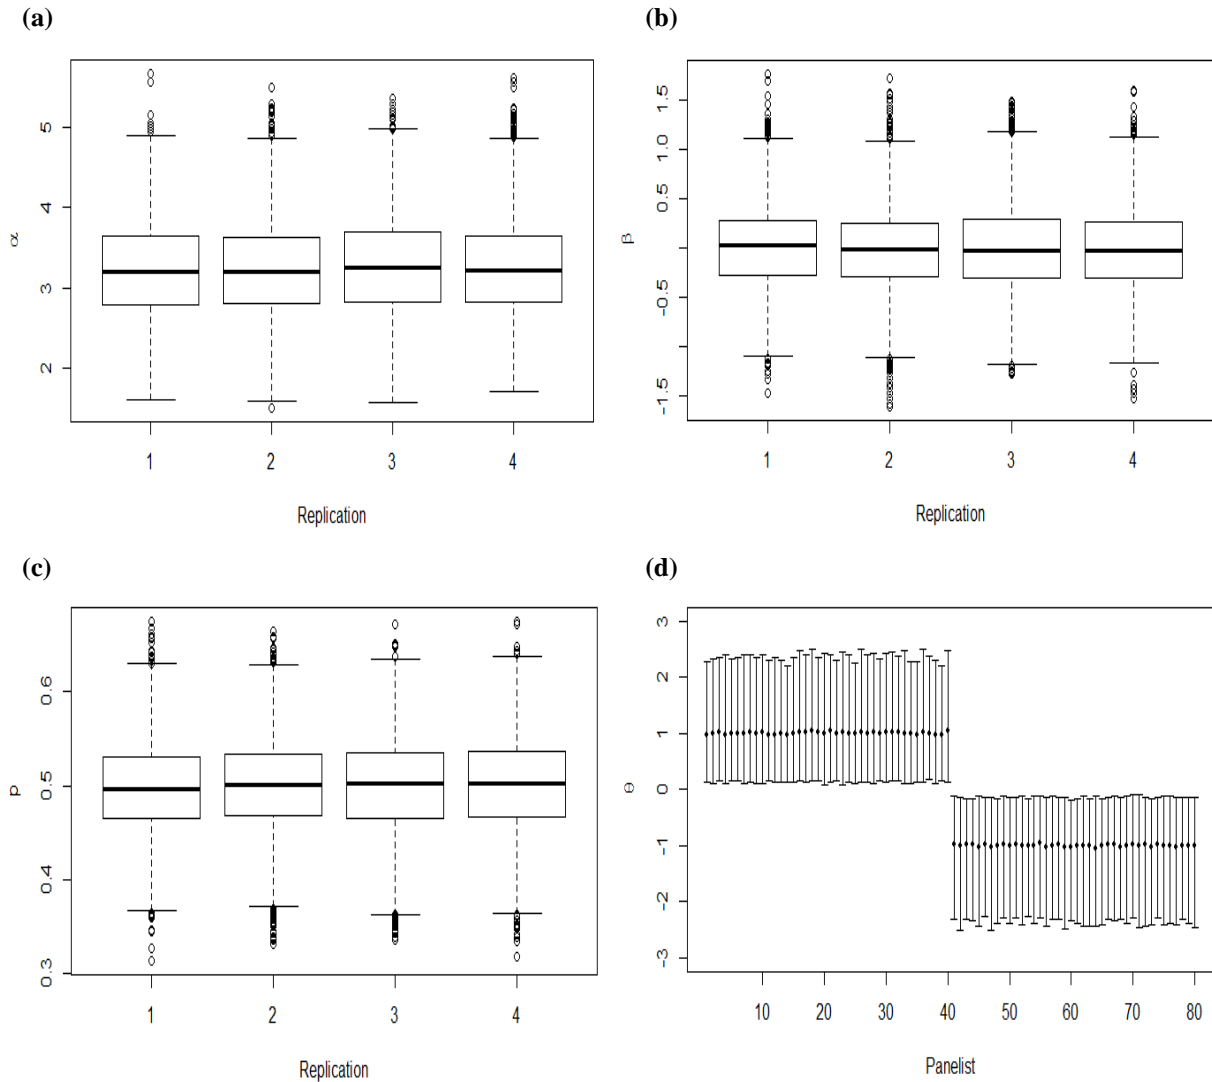 (a)
(b)
α
5
4
3
2
1 2 3 4
Replication
β
1.5
1.0
0.5
-0.5
-1.5
1 2 3 4
Replication
(c)
(d)
p
0.6
0.5
0.4
0.3
1 2 3 4
Replication
θ
3
2
1
0
-1
-2
-3
10 20 30 40 50 60 70 80
Panelist